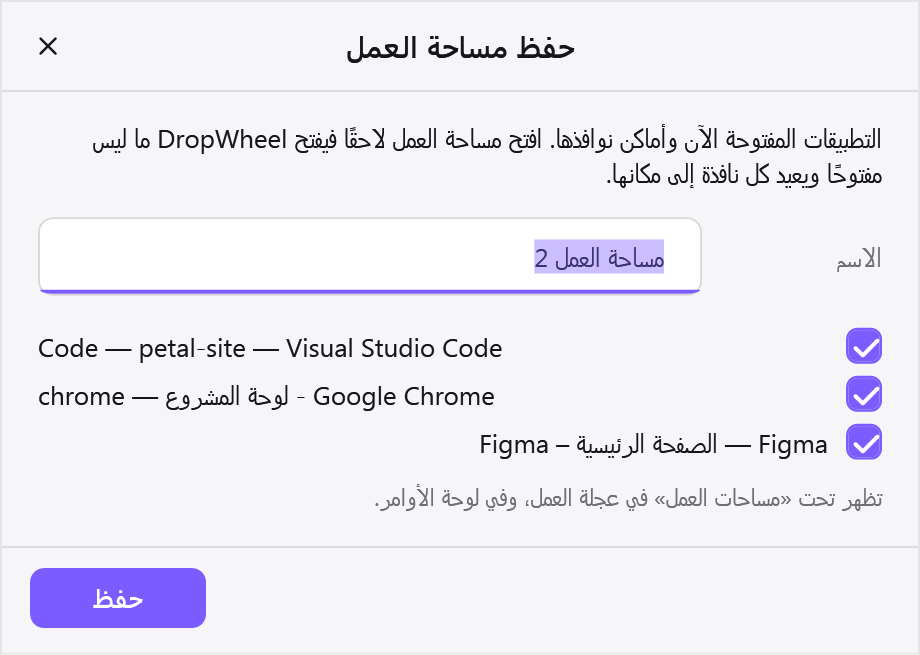 حفظ مساحة العمل
التطبيقات المفتوحة الآن وأماكن نوافذها. افتح مساحة العمل لاحقًا فيفتح DropWheel ما ليس
مفتوحًا ويعيد كل نافذة إلى مكانها.
الاسم
مساحة العمل 2
Code — petal-site — Visual Studio Code
chrome — لوحة المشروع - Google Chrome
Figma — الصفحة الرئيسية – Figma
تظهر تحت «مساحات العمل» في عجلة العمل، وفي لوحة الأوامر.
حفظ